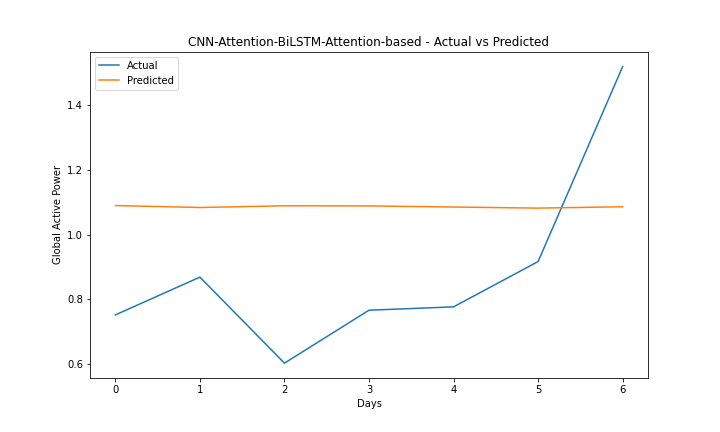 CNN-Attention-BiLSTM-Attention-based - Actual vs Predicted
Actual
Predicted
Global Active Power
1.4
1.2
1.0
0.8
0.6
0 1 2 3 4 5 6
Days